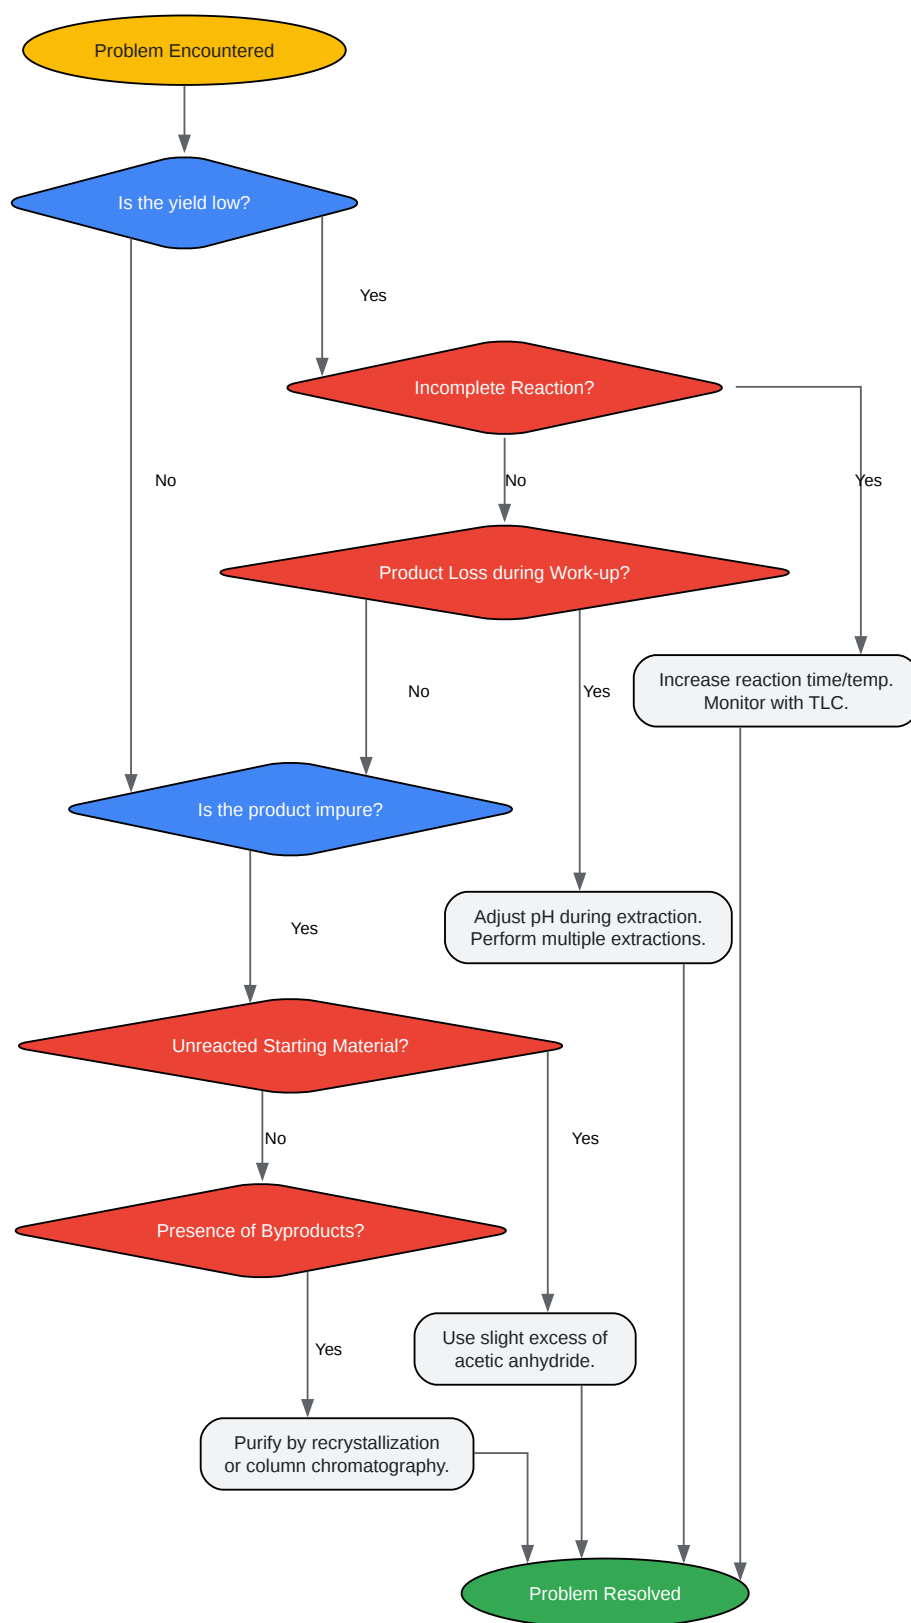 Problem Encountered
Is the yield low?
Yes
Incomplete Reaction?
No
No
Yes
Product Loss during Work-up?
Increase reaction time/temp.
Monitor with TLC.
No
Yes
Is the product impure?
Adjust pH during extraction.
Perform multiple extractions.
Yes
Unreacted Starting Material?
No
Yes
Presence of Byproducts?
Use slight excess of
acetic anhydride.
Yes
Purify by recrystallization
or column chromatography.
Problem Resolved